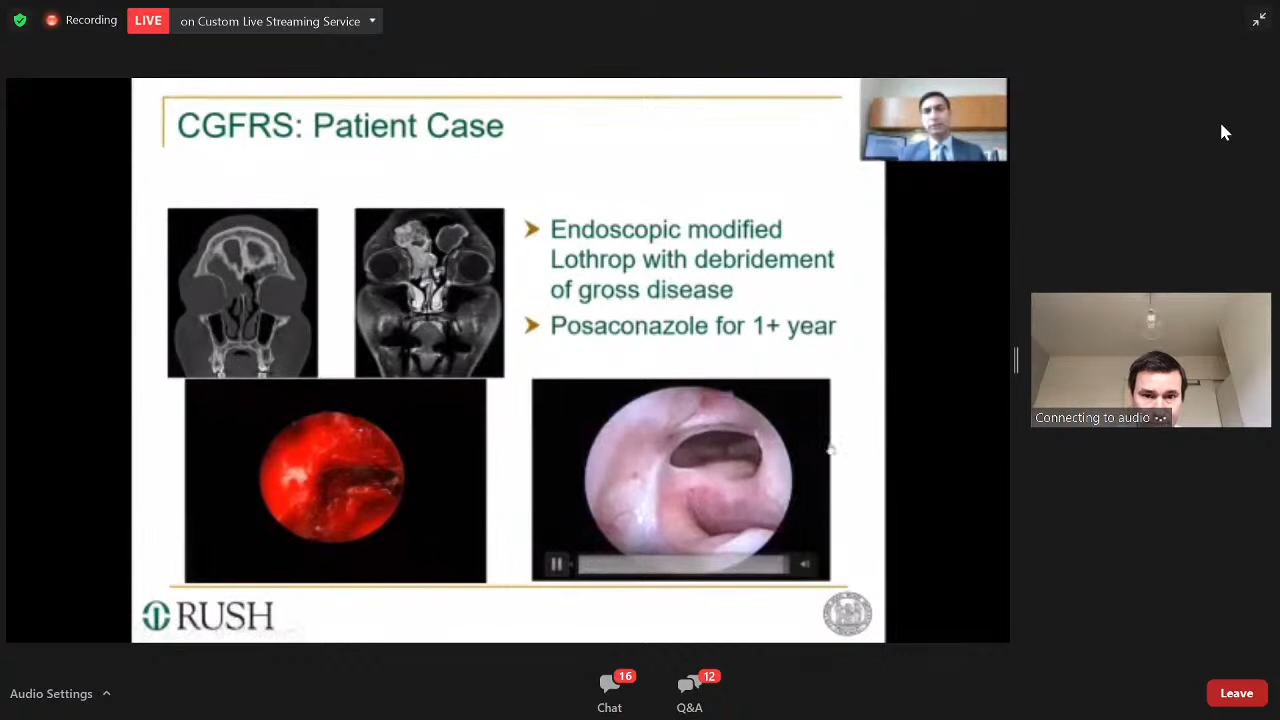 Recording
LIVE
on Custom Live Streaming Service
CGFRS: Patient Case
Endoscopic modified
Lothrop with debridement
of gross disease
Posaconazole for 1+ year
Connecting to audio
RUSH
Audio Settings
16
Chat
12
Q&A
Leave